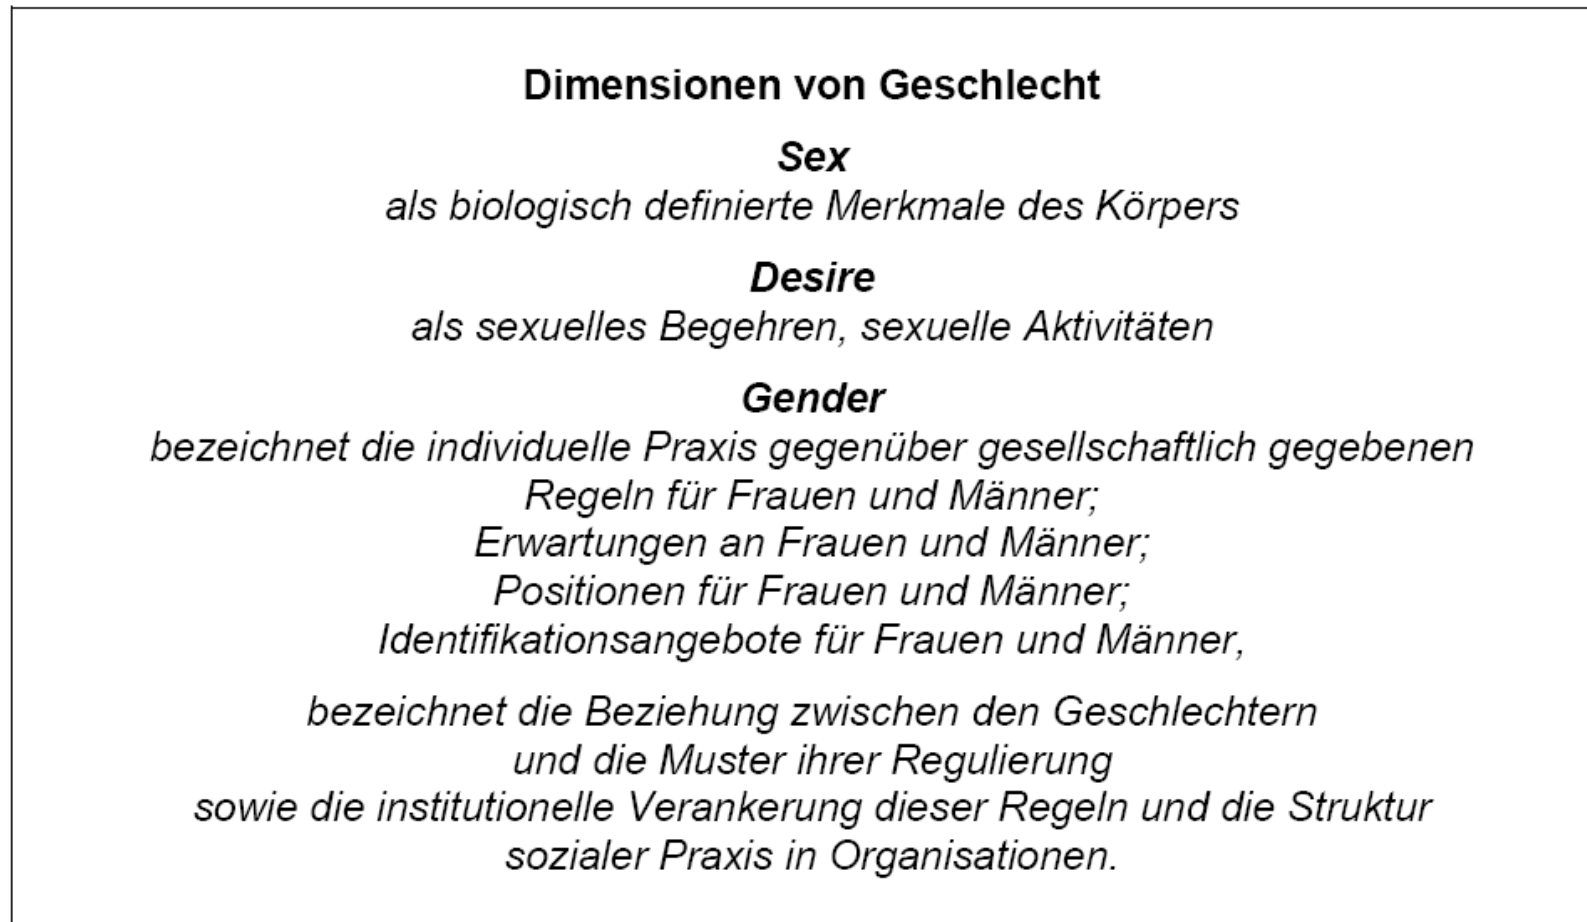 Dimensionen von Geschlecht
Sex
als biologisch definierte Merkmale des Körpers
Desire
als sexuelles Begehren, sexuelle Aktivitäten
Gender
bezeichnet die individuelle Praxis gegenüber gesellschaftlich gegebenen
Regeln für Frauen und Männer;
Erwartungen an Frauen und Männer;
Positionen für Frauen und Männer;
Identifikationsangebote für Frauen und Männer,
bezeichnet die Beziehung zwischen den Geschlechtern
und die Muster ihrer Regulierung
sowie die institutionelle Verankerung dieser Regeln und die Struktur
sozialer Praxis in Organisationen.